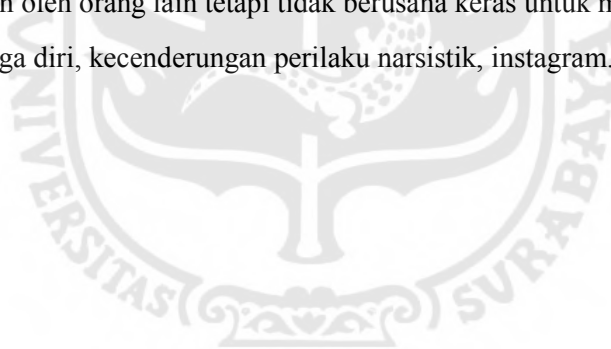 n oleh orang lain tetapi tidak berusaha keras untuk m
ga diri, kecenderungan perilaku narsistik, instagram.
UNIVERSITAS SURABAYA